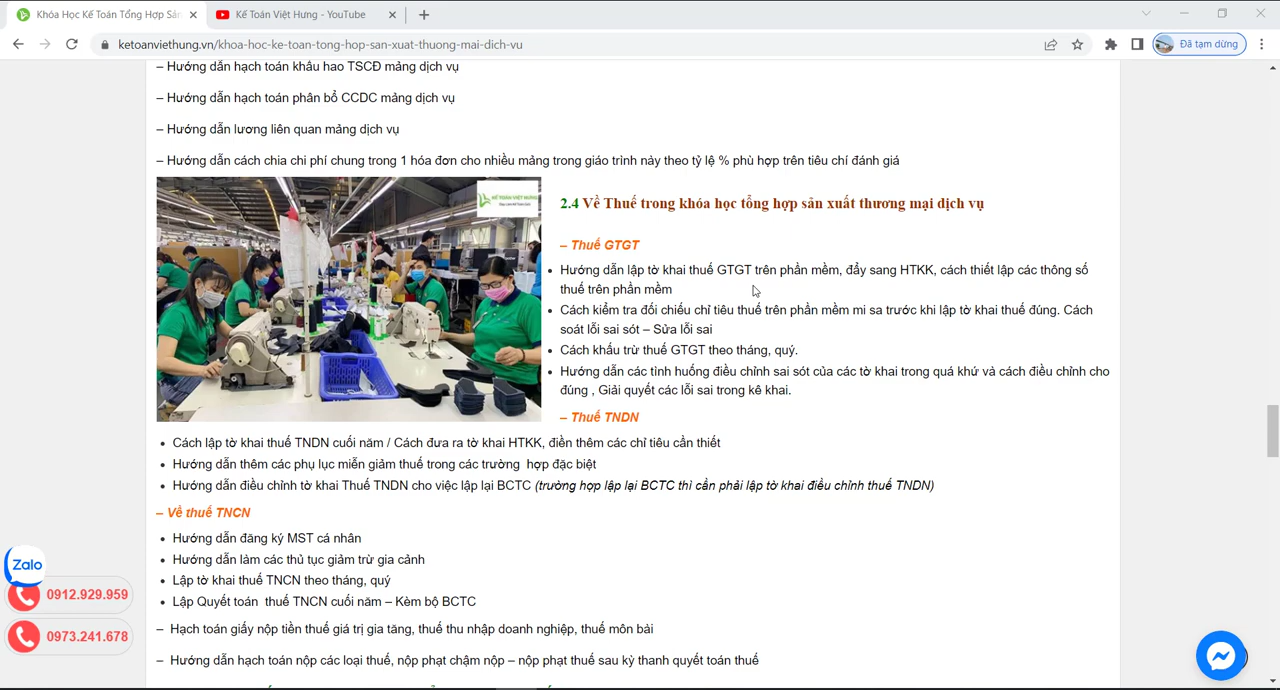 Khóa Học Kế Toán Tổng Hợp Sản
Kế Toán Việt Hưng - YouTube
ketoanviethung.vn/khoa-hoc-ke-toan-tong-hop-san-xuat-thuong-mai-dich-vu
Đã tạm dừng
– Hướng dẫn hạch toán khấu hao TSCĐ mảng dịch vụ
– Hướng dẫn hạch toán phân bổ CCDC mảng dịch vụ
– Hướng dẫn lương liên quan mảng dịch vụ
– Hướng dẫn cách chia chi phí chung trong 1 hóa đơn cho nhiều mảng trong giáo trình này theo tỷ lệ % phù hợp trên tiêu chí đánh giá
KẾ TOÁN VIỆT HƯNG
2.4 Về Thuế trong khóa học tổng hợp sản xuất thương mại dịch vụ
– Thuế GTGT
• Hướng dẫn lập tờ khai thuế GTGT trên phần mềm, đẩy sang HTKK, cách thiết lập các thông số
thuế trên phần mềm
• Cách kiểm tra đối chiếu chỉ tiêu thuế trên phần mềm mi sa trước khi lập tờ khai thuế đúng. Cách
soát lỗi sai sót – Sửa lỗi sai
• Cách khấu trừ thuế GTGT theo tháng, quý.
• Hướng dẫn các tình huống điều chỉnh sai sót của các tờ khai trong quá khứ và cách điều chỉnh cho
đúng , Giải quyết các lỗi sai trong kê khai.
– Thuế TNDN
• Cách lập tờ khai thuế TNDN cuối năm / Cách đưa ra tờ khai HTKK, điền thêm các chỉ tiêu cần thiết
• Hướng dẫn thêm các phụ lục miễn giảm thuế trong các trường hợp đặc biệt
• Hướng dẫn điều chỉnh tờ khai Thuế TNDN cho việc lập lại BCTC (trường hợp lập lại BCTC thì cần phải lập tờ khai điều chỉnh thuế TNDN)
– Về thuế TNCN
• Hướng dẫn đăng ký MST cá nhân
• Hướng dẫn làm các thủ tục giảm trừ gia cảnh
• Lập tờ khai thuế TNCN theo tháng, quý
• Lập Quyết toán thuế TNCN cuối năm – Kèm bộ BCTC
– Hạch toán giấy nộp tiền thuế giá trị gia tăng, thuế thu nhập doanh nghiệp, thuế môn bài
– Hướng dẫn hạch toán nộp các loại thuế, nộp phạt chậm nộp – nộp phạt thuế sau kỳ thanh quyết toán thuế
Zalo
0912.929.959
0973.241.678